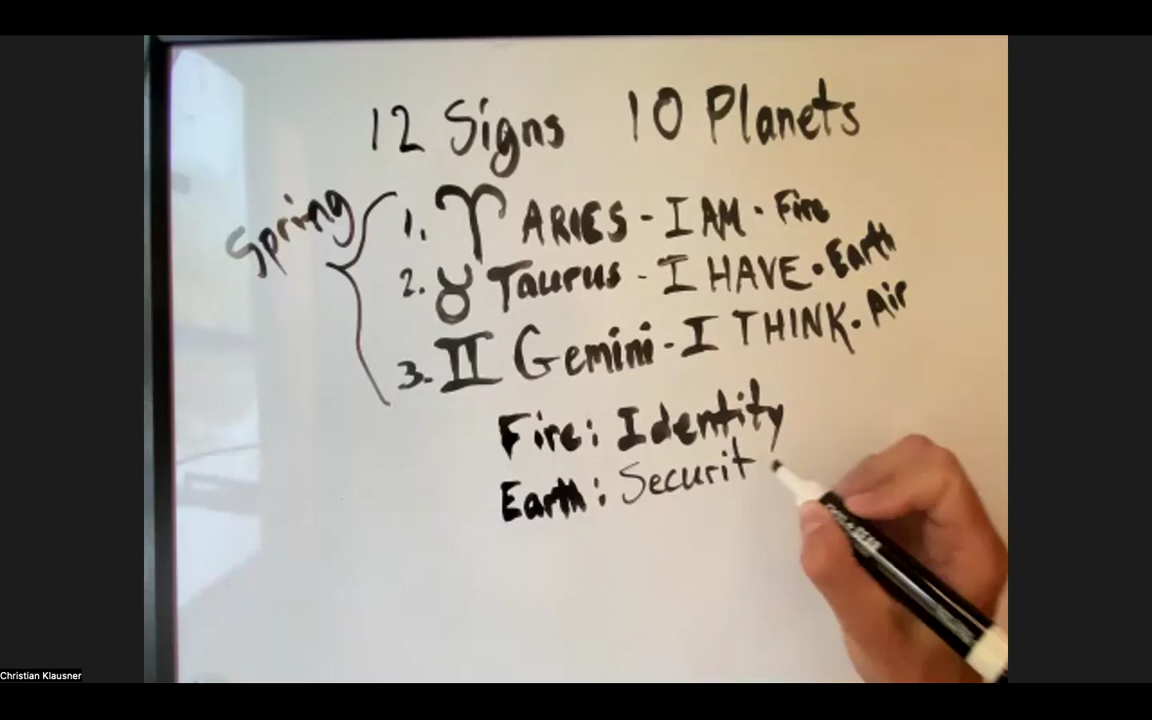 12 Signs 10 Planets
Spring
1. ♈ ARIES - I AM · Fire
2. ♉ Taurus - I HAVE · Earth
3. ♊ Gemini - I THINK · Air
Fire: Identity
Earth: Securit
Christian Klausner